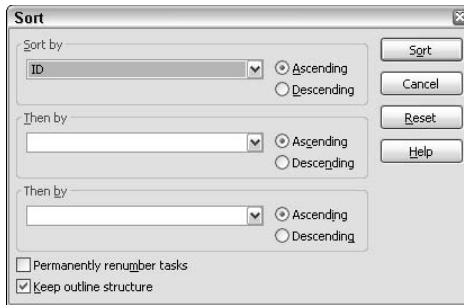 Sort
Sort by
ID
Ascending
Descending
Then by
Ascending
Descending
Then by
Ascending
Descending
Permanently renumber tasks
Keep outline structure
Sort
Cancel
Reset
Help